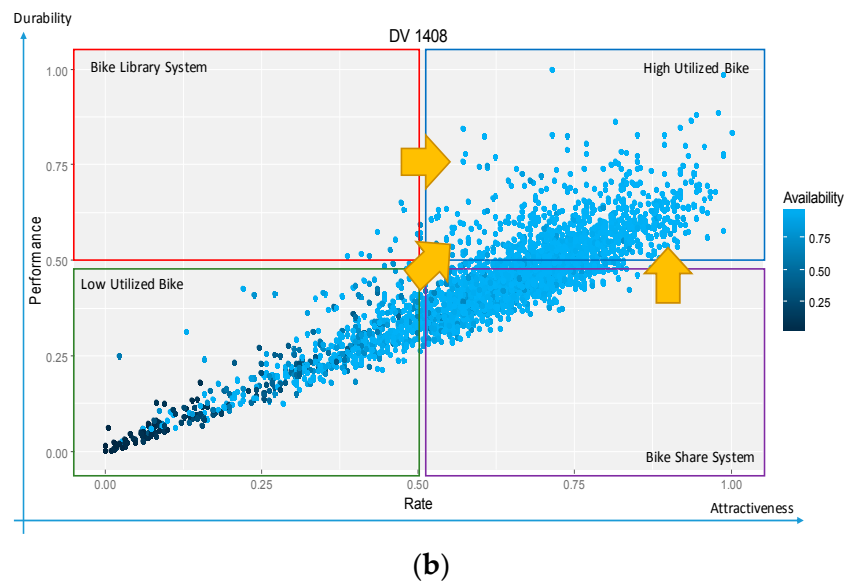 Durability
DV 1408
Bike Library System
High Utilized Bike
1.00
0.75
0.50
0.25
0.00
Performance
Low Utilized Bike
Bike Share System
Availability
0.75
0.50
0.25
0.00
0.25
0.50
0.75
1.00
Rate
Attractiveness
(b)